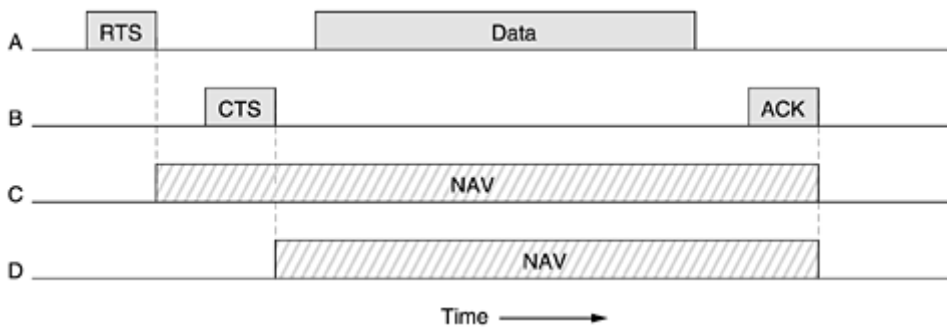 A RTS Data
B CTS ACK
C NAV
D NAV
Time